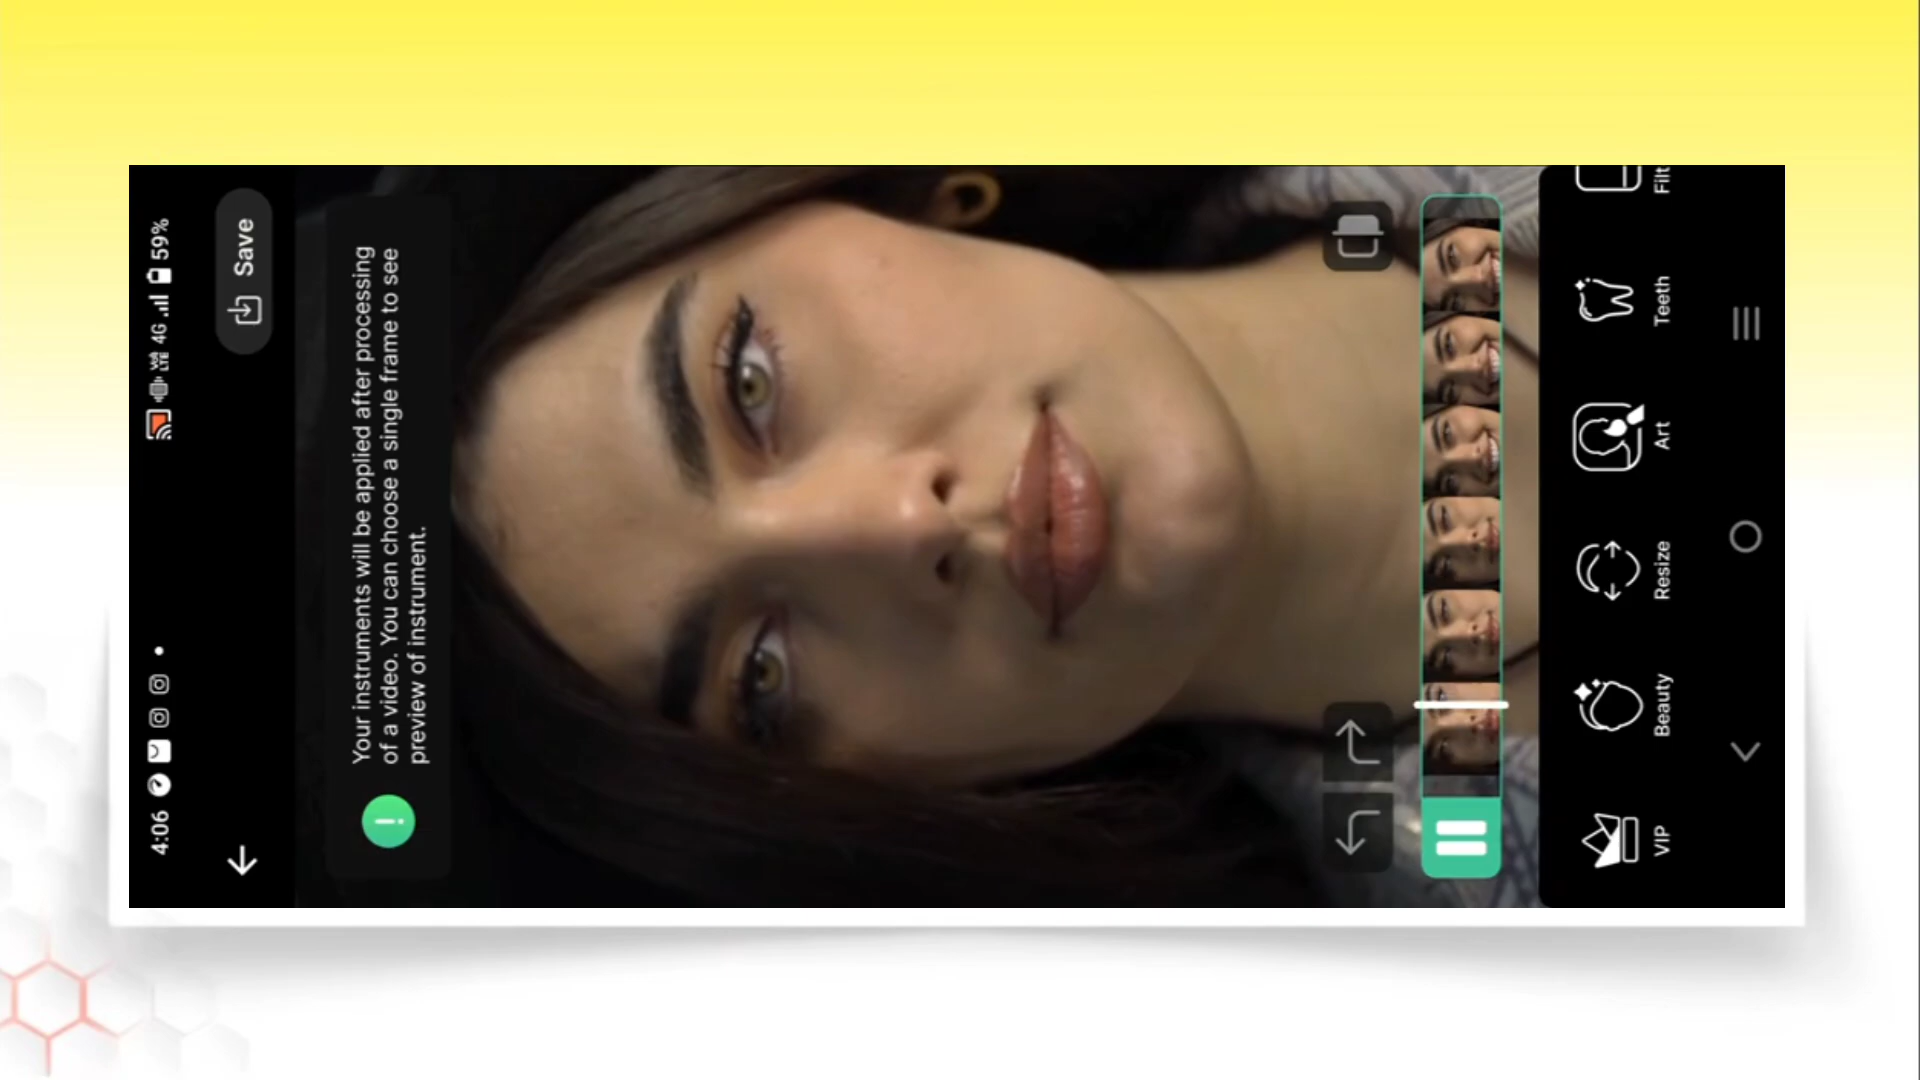 4:06
4G
59%
Save
Your instruments will be applied after processing
of a video. You can choose a single frame to see
preview of instrument.
VIP
Beauty
Resize
Art
Teeth
Filt